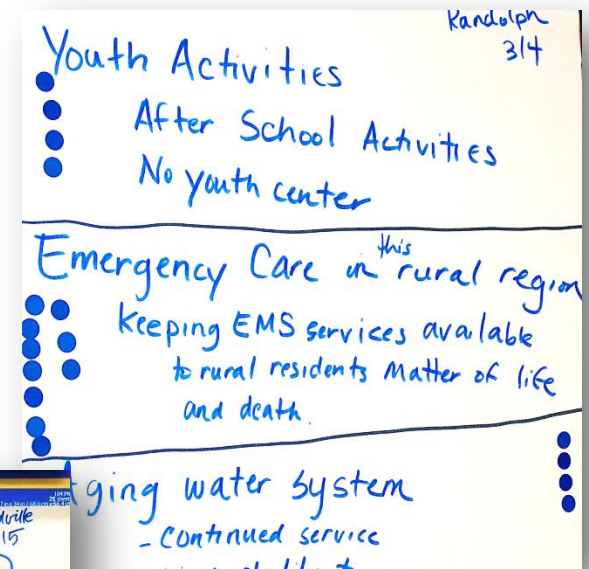 Randolph
3/4
Youth Activities
After School Activities
No youth center
Emergency Care in this rural region
Keeping EMS services available
to rural residents Matter of life
and death.
ging water system
- Continued service
15